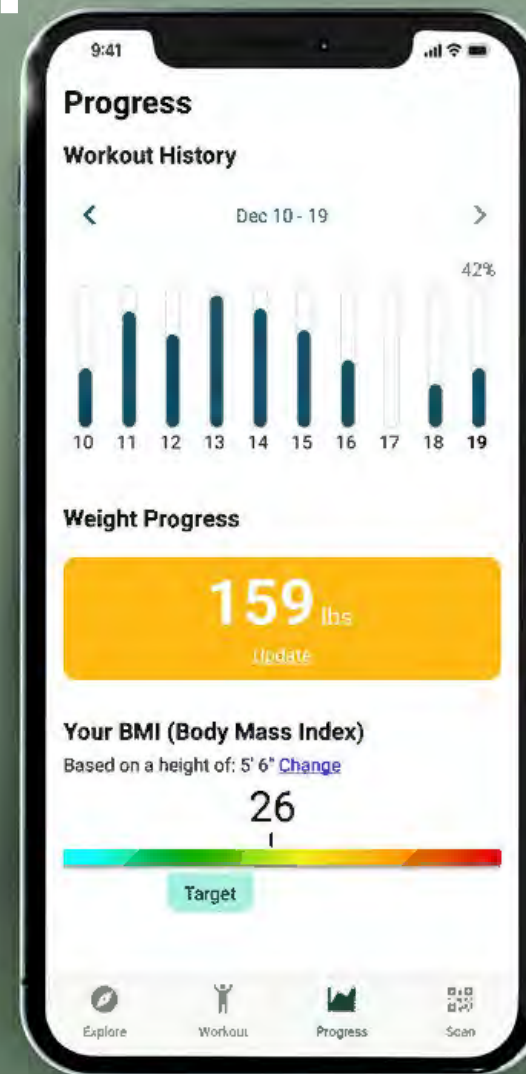 9:41
Progress
Workout History
Dec 10 - 19
42%
10 11 12 13 14 15 16 17 18 19
Weight Progress
159 lbs
Update
Your BMI (Body Mass Index)
Based on a height of: 5' 6" Change
26
Target
Explore Workout Progress Scan